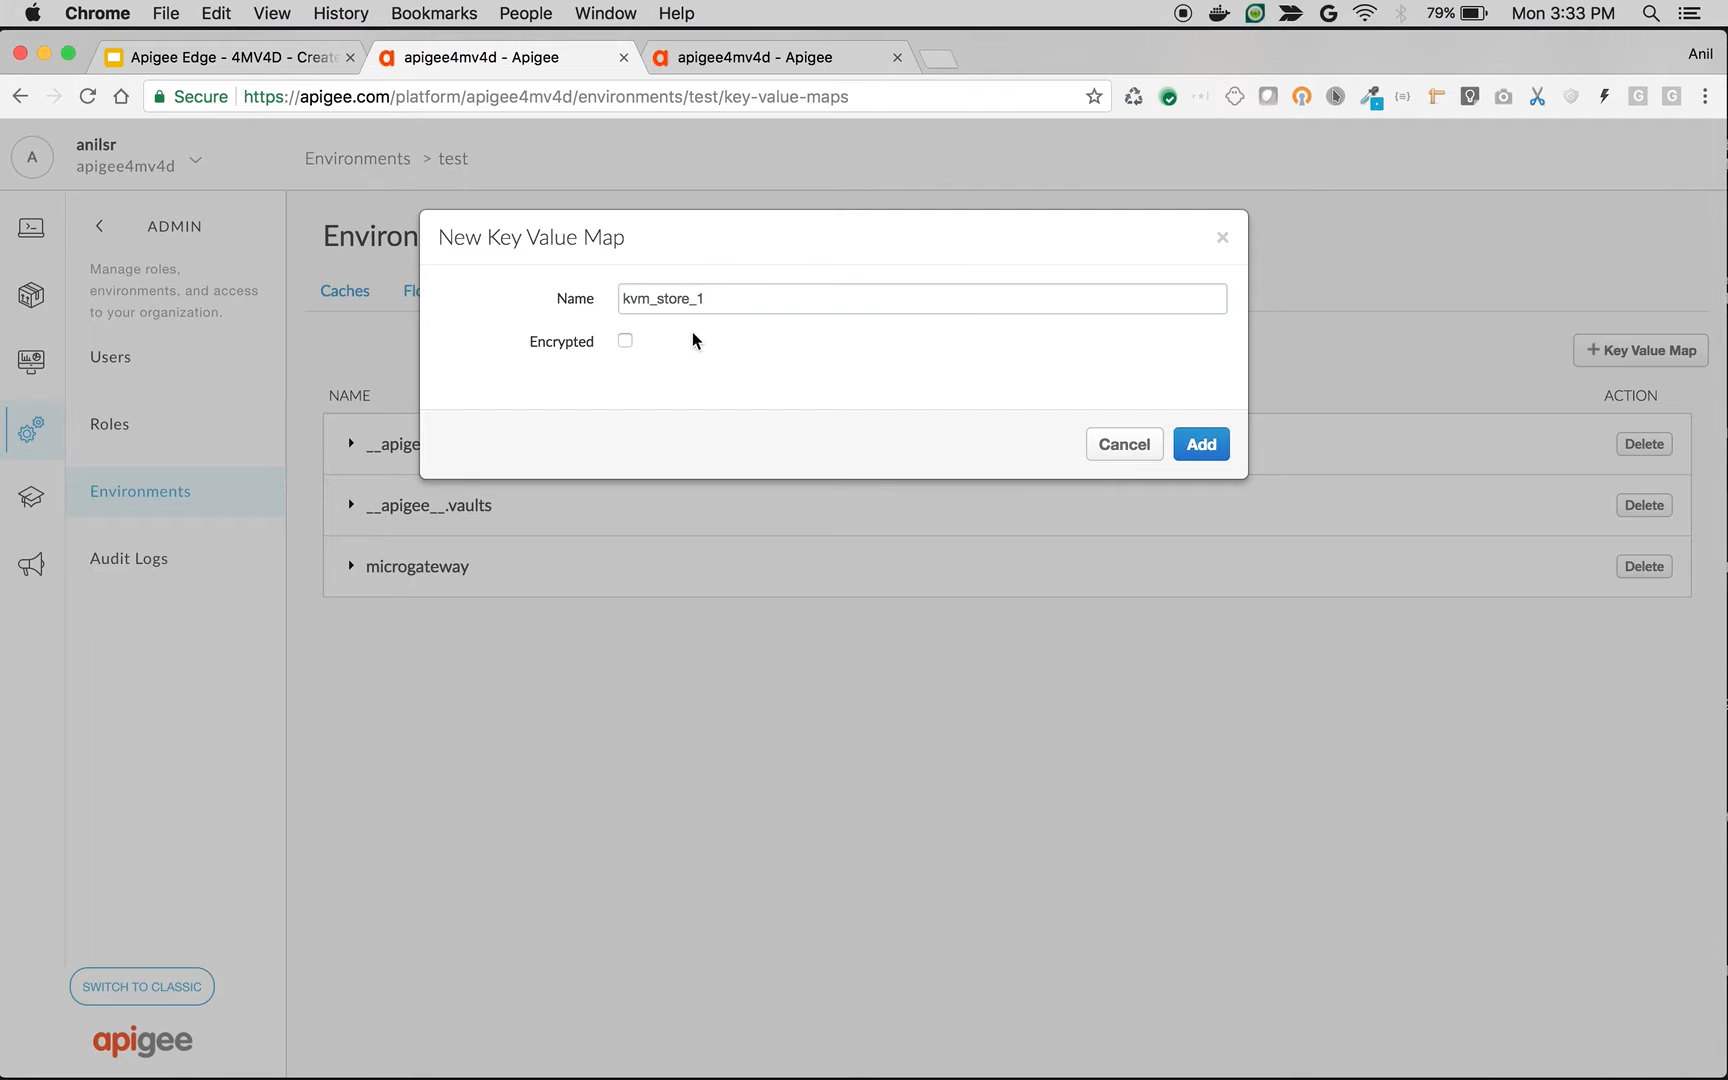 Chrome File Edit View History Bookmarks People Window Help
79% Mon 3:33 PM
Apigee Edge - 4MV4D - Create
apigee4mv4d - Apigee
apigee4mv4d - Apigee
Anil
Secure https://apigee.com/platform/apigee4mv4d/environments/test/key-value-maps
A
anilsr
apigee4mv4d
Environments > test
ADMIN
Manage roles,
environments, and access
to your organization.
Users
Roles
Environments
Audit Logs
SWITCH TO CLASSIC
apigee
Environ
Caches Flo
+ Key Value Map
NAME ACTION
__apige Delete
__apigee__.vaults Delete
microgateway Delete
New Key Value Map
Name kvm_store_1
Encrypted
Cancel Add